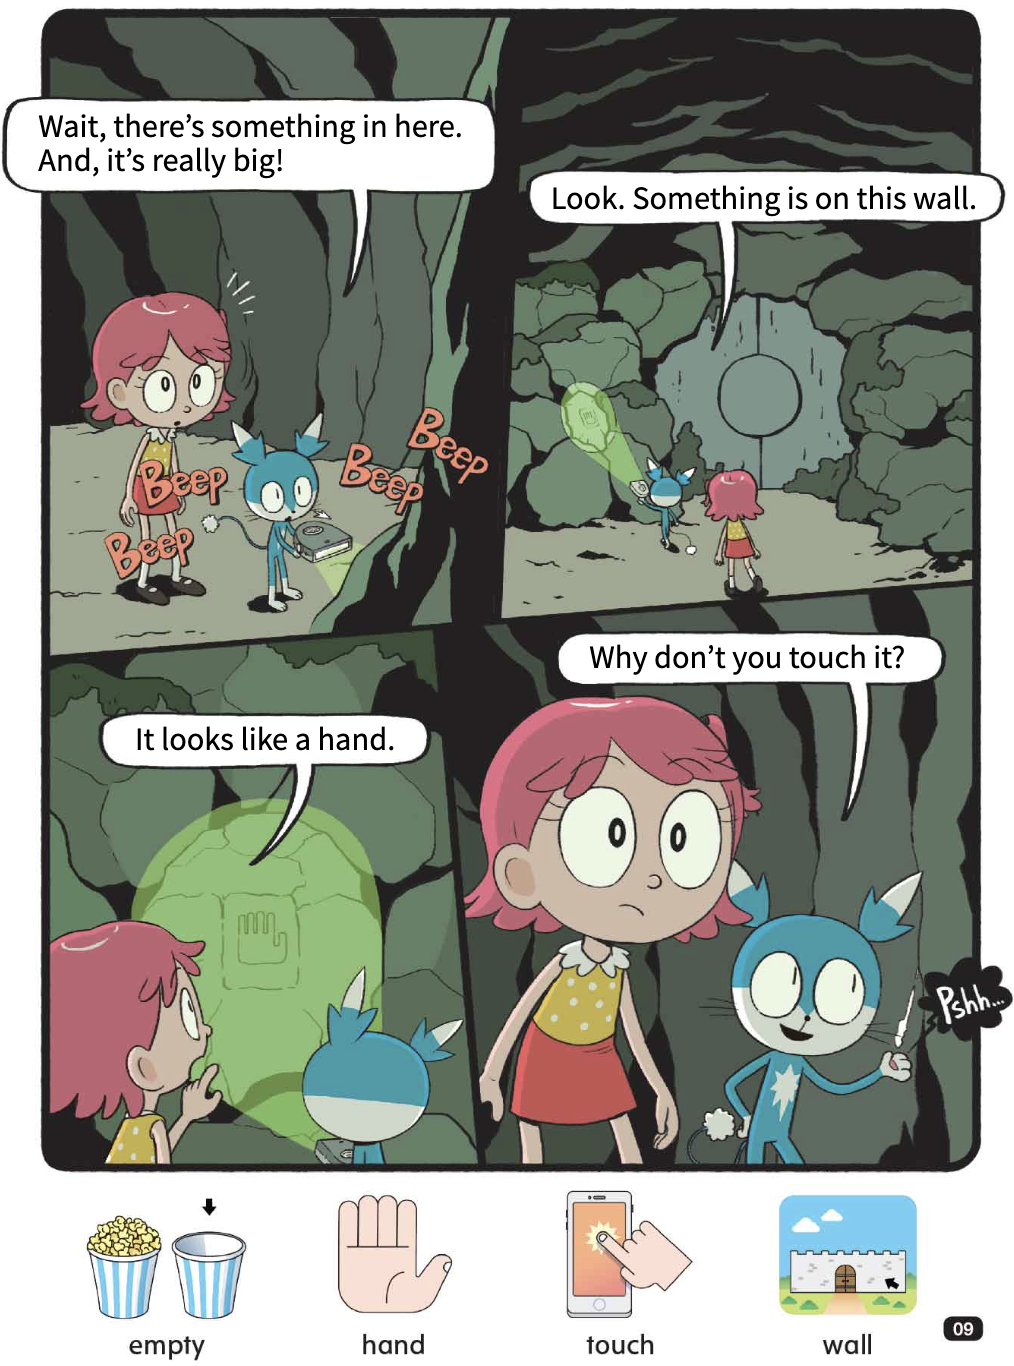 Wait, there's something in here.
And, it's really big!
Beep
Beep
Beep
Beep
Look. Something is on this wall.
It looks like a hand.
Why don't you touch it?
Pshh...
empty
hand
touch
wall
09